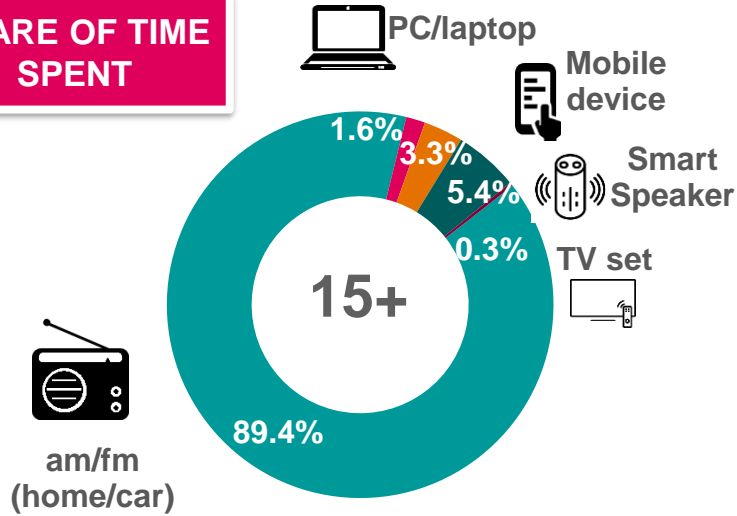 ARE OF TIME
SPENT
PC/laptop
Mobile
device
1.6%
3.3%
Smart
Speaker
5.4%
0.3%
TV set
15+
89.4%
am/fm
(home/car)